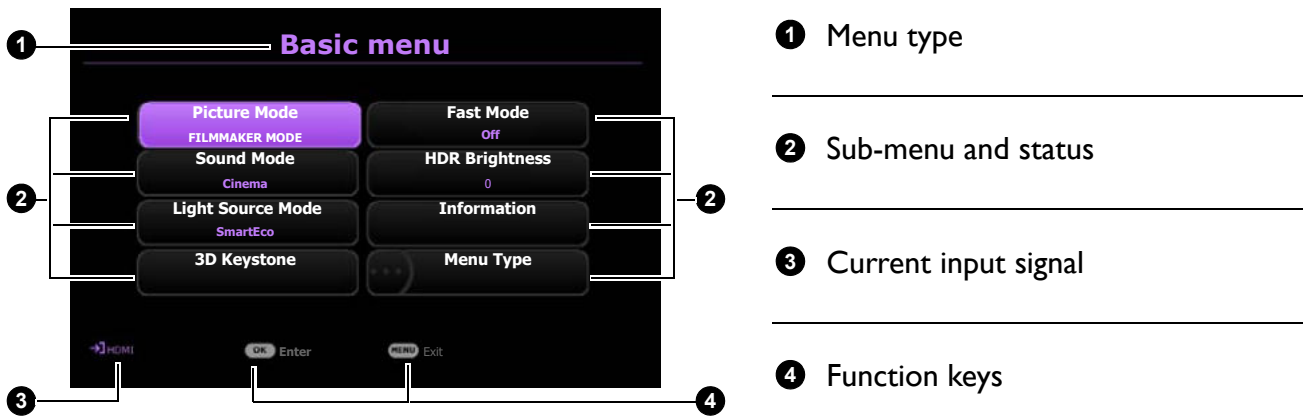 1 Basic menu
Picture Mode
FILMMAKER MODE
Fast Mode
Off
Sound Mode
Cinema
HDR Brightness
0
2
Light Source Mode
SmartEco
Information
2
3D Keystone
Menu Type
HDMI
OK Enter
MENU Exit
3
4
1 Menu type
2 Sub-menu and status
3 Current input signal
4 Function keys